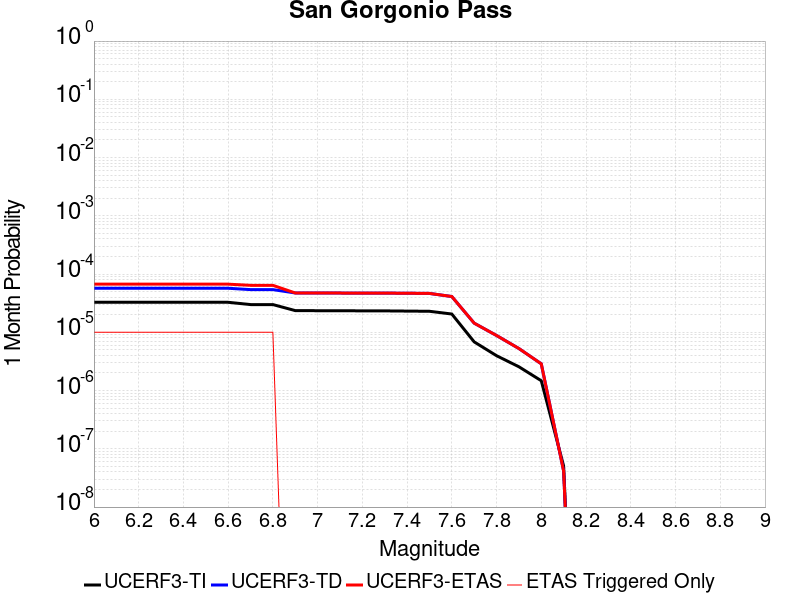 San Gorgonio Pass
1 Month Probability
10^0
10^-1
10^-2
10^-3
10^-4
10^-5
10^-6
10^-7
10^-8
6 6.2 6.4 6.6 6.8 7 7.2 7.4 7.6 7.8 8 8.2 8.4 8.6 8.8 9
Magnitude
UCERF3-TI UCERF3-TD UCERF3-ETAS ETAS Triggered Only